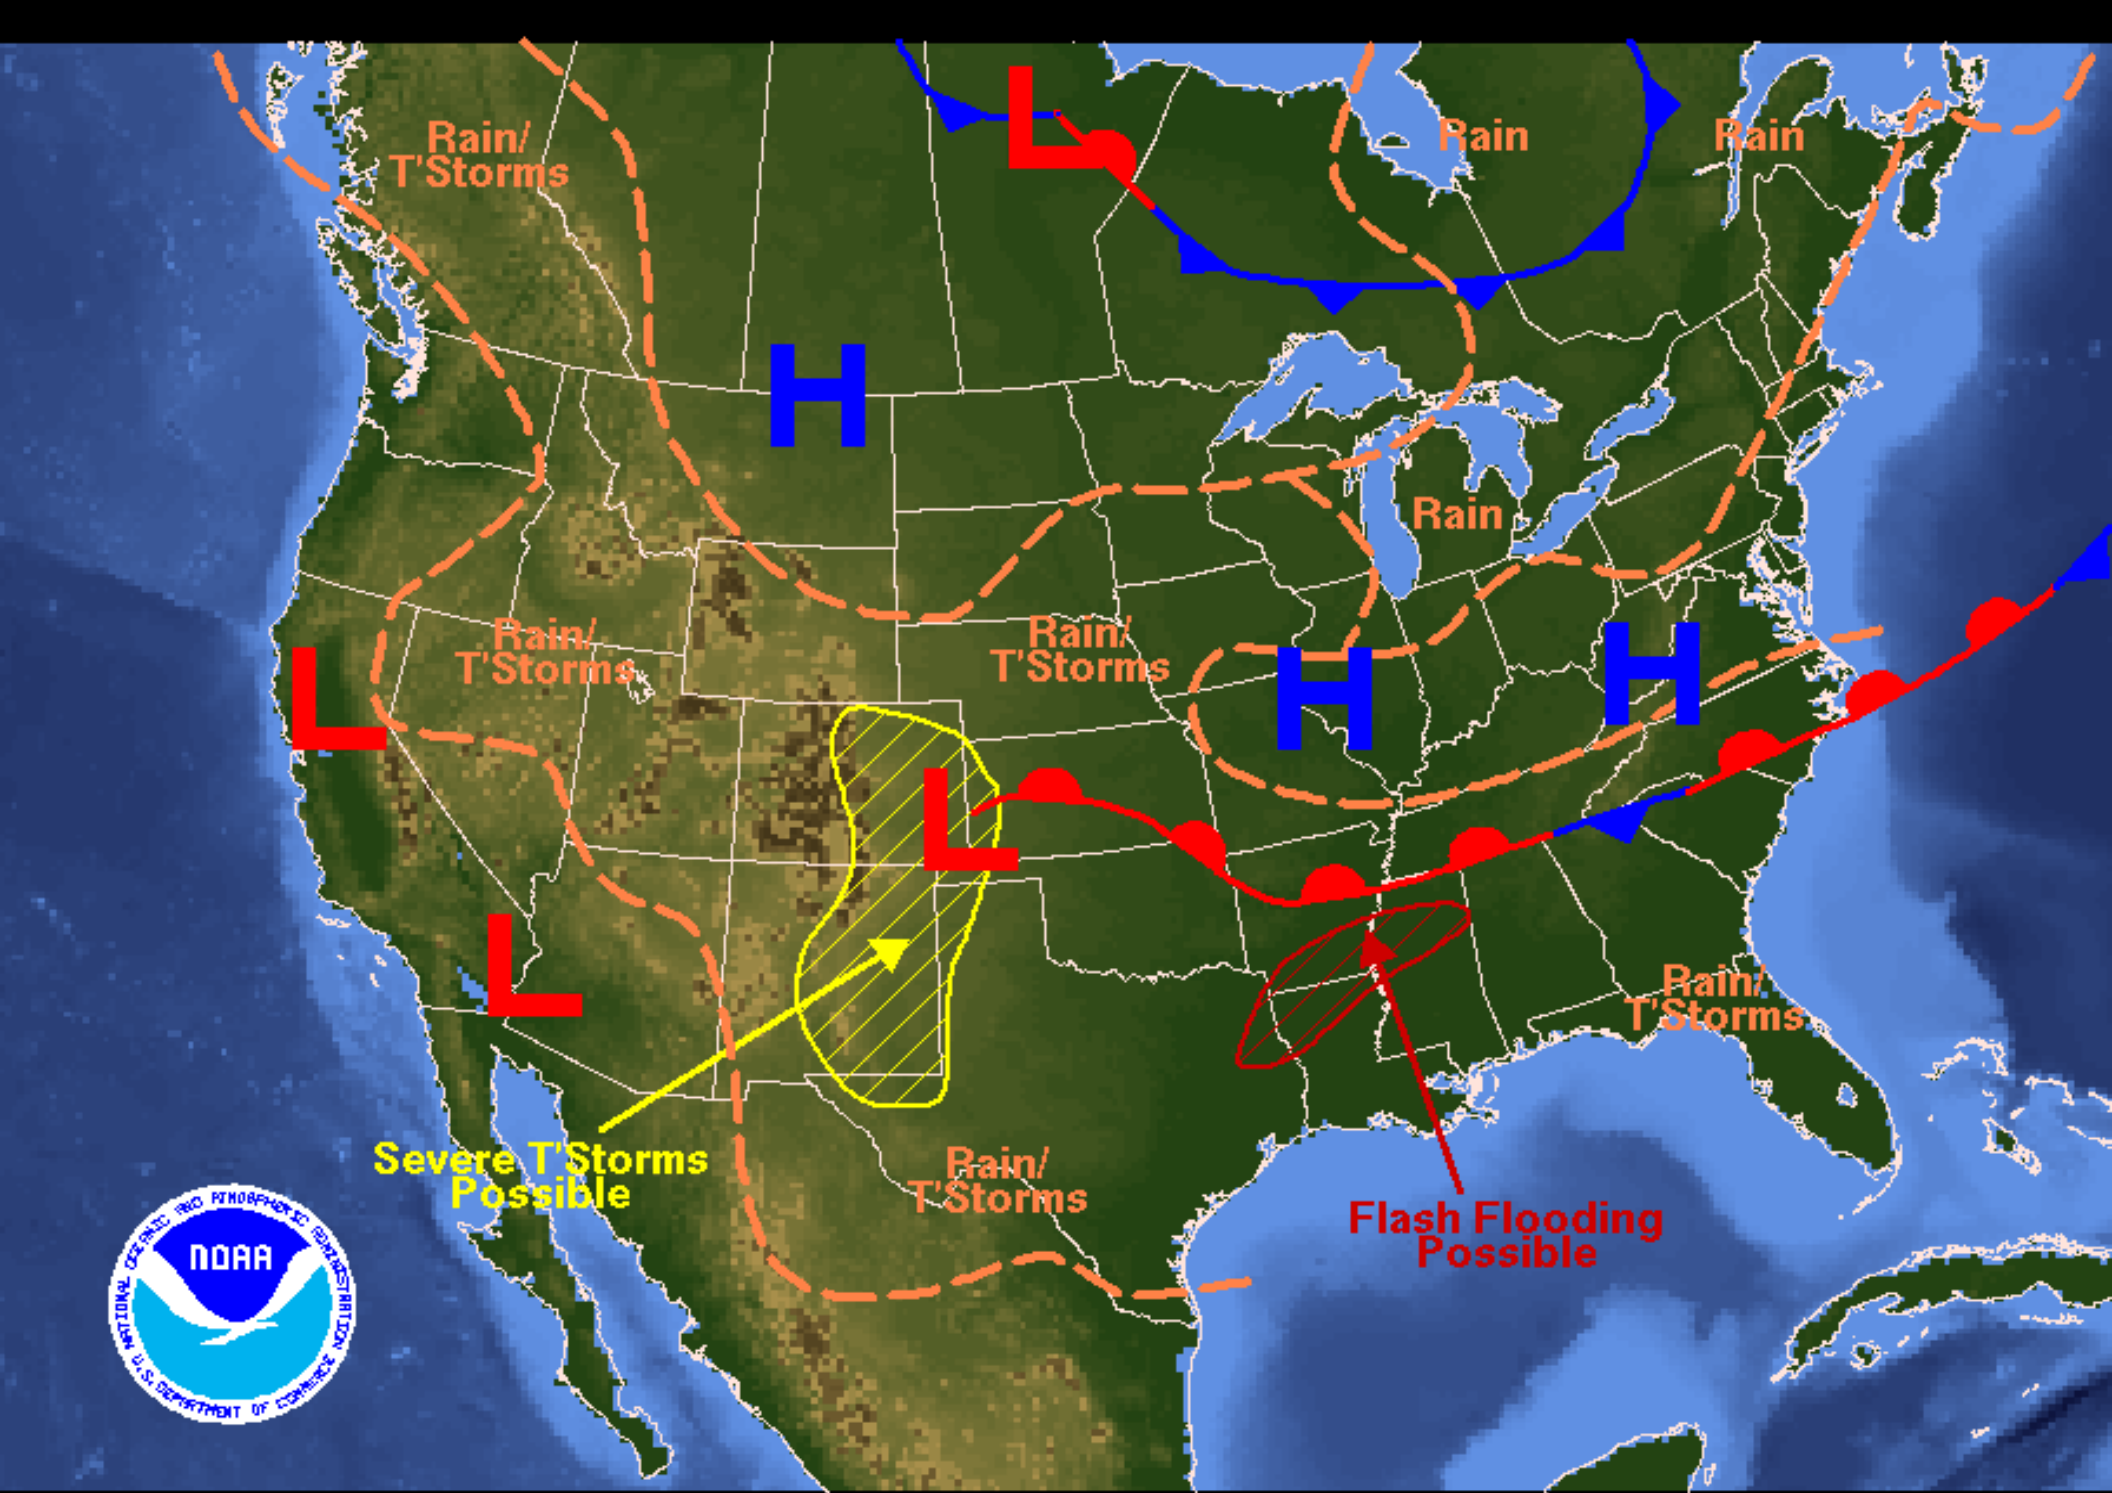 L
Rain/
T'Storms
Rain
Rain
H
Rain
Rain/
T'Storms
Rain/
T'Storms
H
H
L
L
L
Rain/
T'Storms
Severe T'Storms
Possible
Rain/
T'Storms
Flash Flooding
Possible
NATIONAL OCEANIC AND ATMOSPHERIC ADMINISTRATION
NOAA
U.S. DEPARTMENT OF COMMERCE